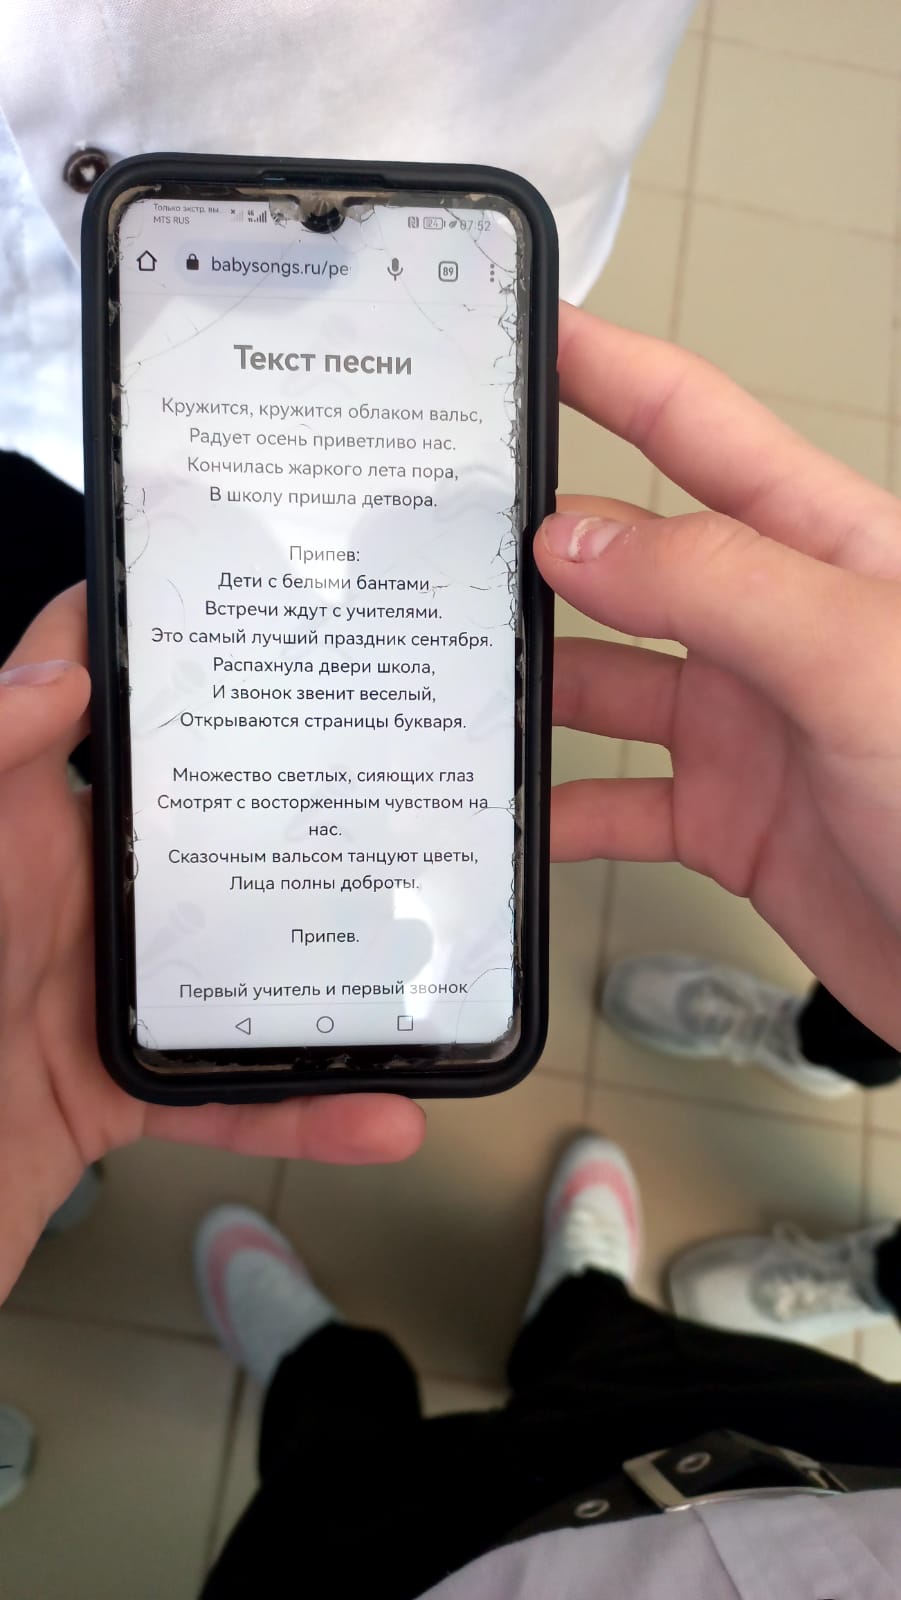 Только экстр. вы...
MTS RUS
07:52
babysongs.ru/pe
89
Текст песни
Кружится, кружится облаком вальс,
Радует осень приветливо нас.
Кончилась жаркого лета пора,
В школу пришла детвора.
Припев:
Дети с белыми бантами
Встречи ждут с учителями.
Это самый лучший праздник сентября.
Распахнула двери школа,
И звонок звенит веселый,
Открываются страницы букваря.
Множество светлых, сияющих глаз
Смотрят с восторженным чувством на
нас.
Сказочным вальсом танцуют цветы,
Лица полны доброты.
Припев.
Первый учитель и первый звонок